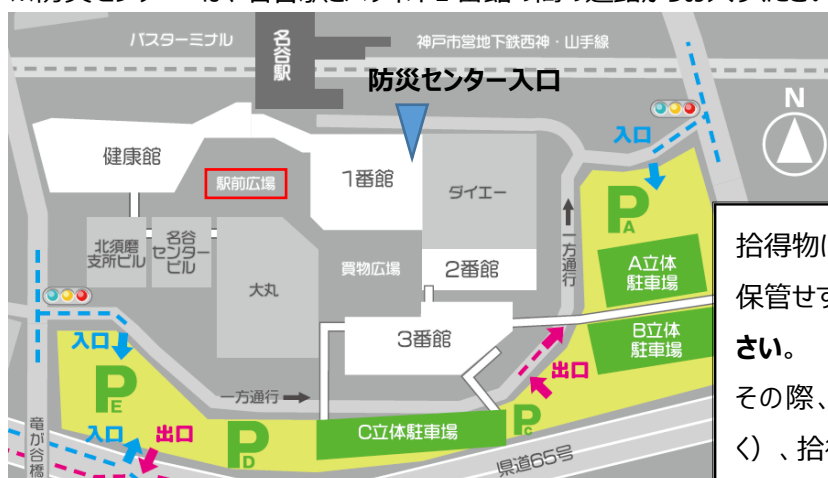 バスターミナル
名谷駅
神戸市営地下鉄西神・山手線
防災センター入口
N
入口
健康館
駅前広場
1番館
ダイエー
P A
一方通行
北須磨
支所ビル
名谷
センター
ビル
大丸
買物広場
2番館
A立体
駐車場
3番館
B立体
駐車場
入口
出口
P E
一方通行
P C
入口
出口
P D
C立体駐車場
県道65号
竜が谷橋
拾得物
保管せ
さい。
その際、
く）、拾